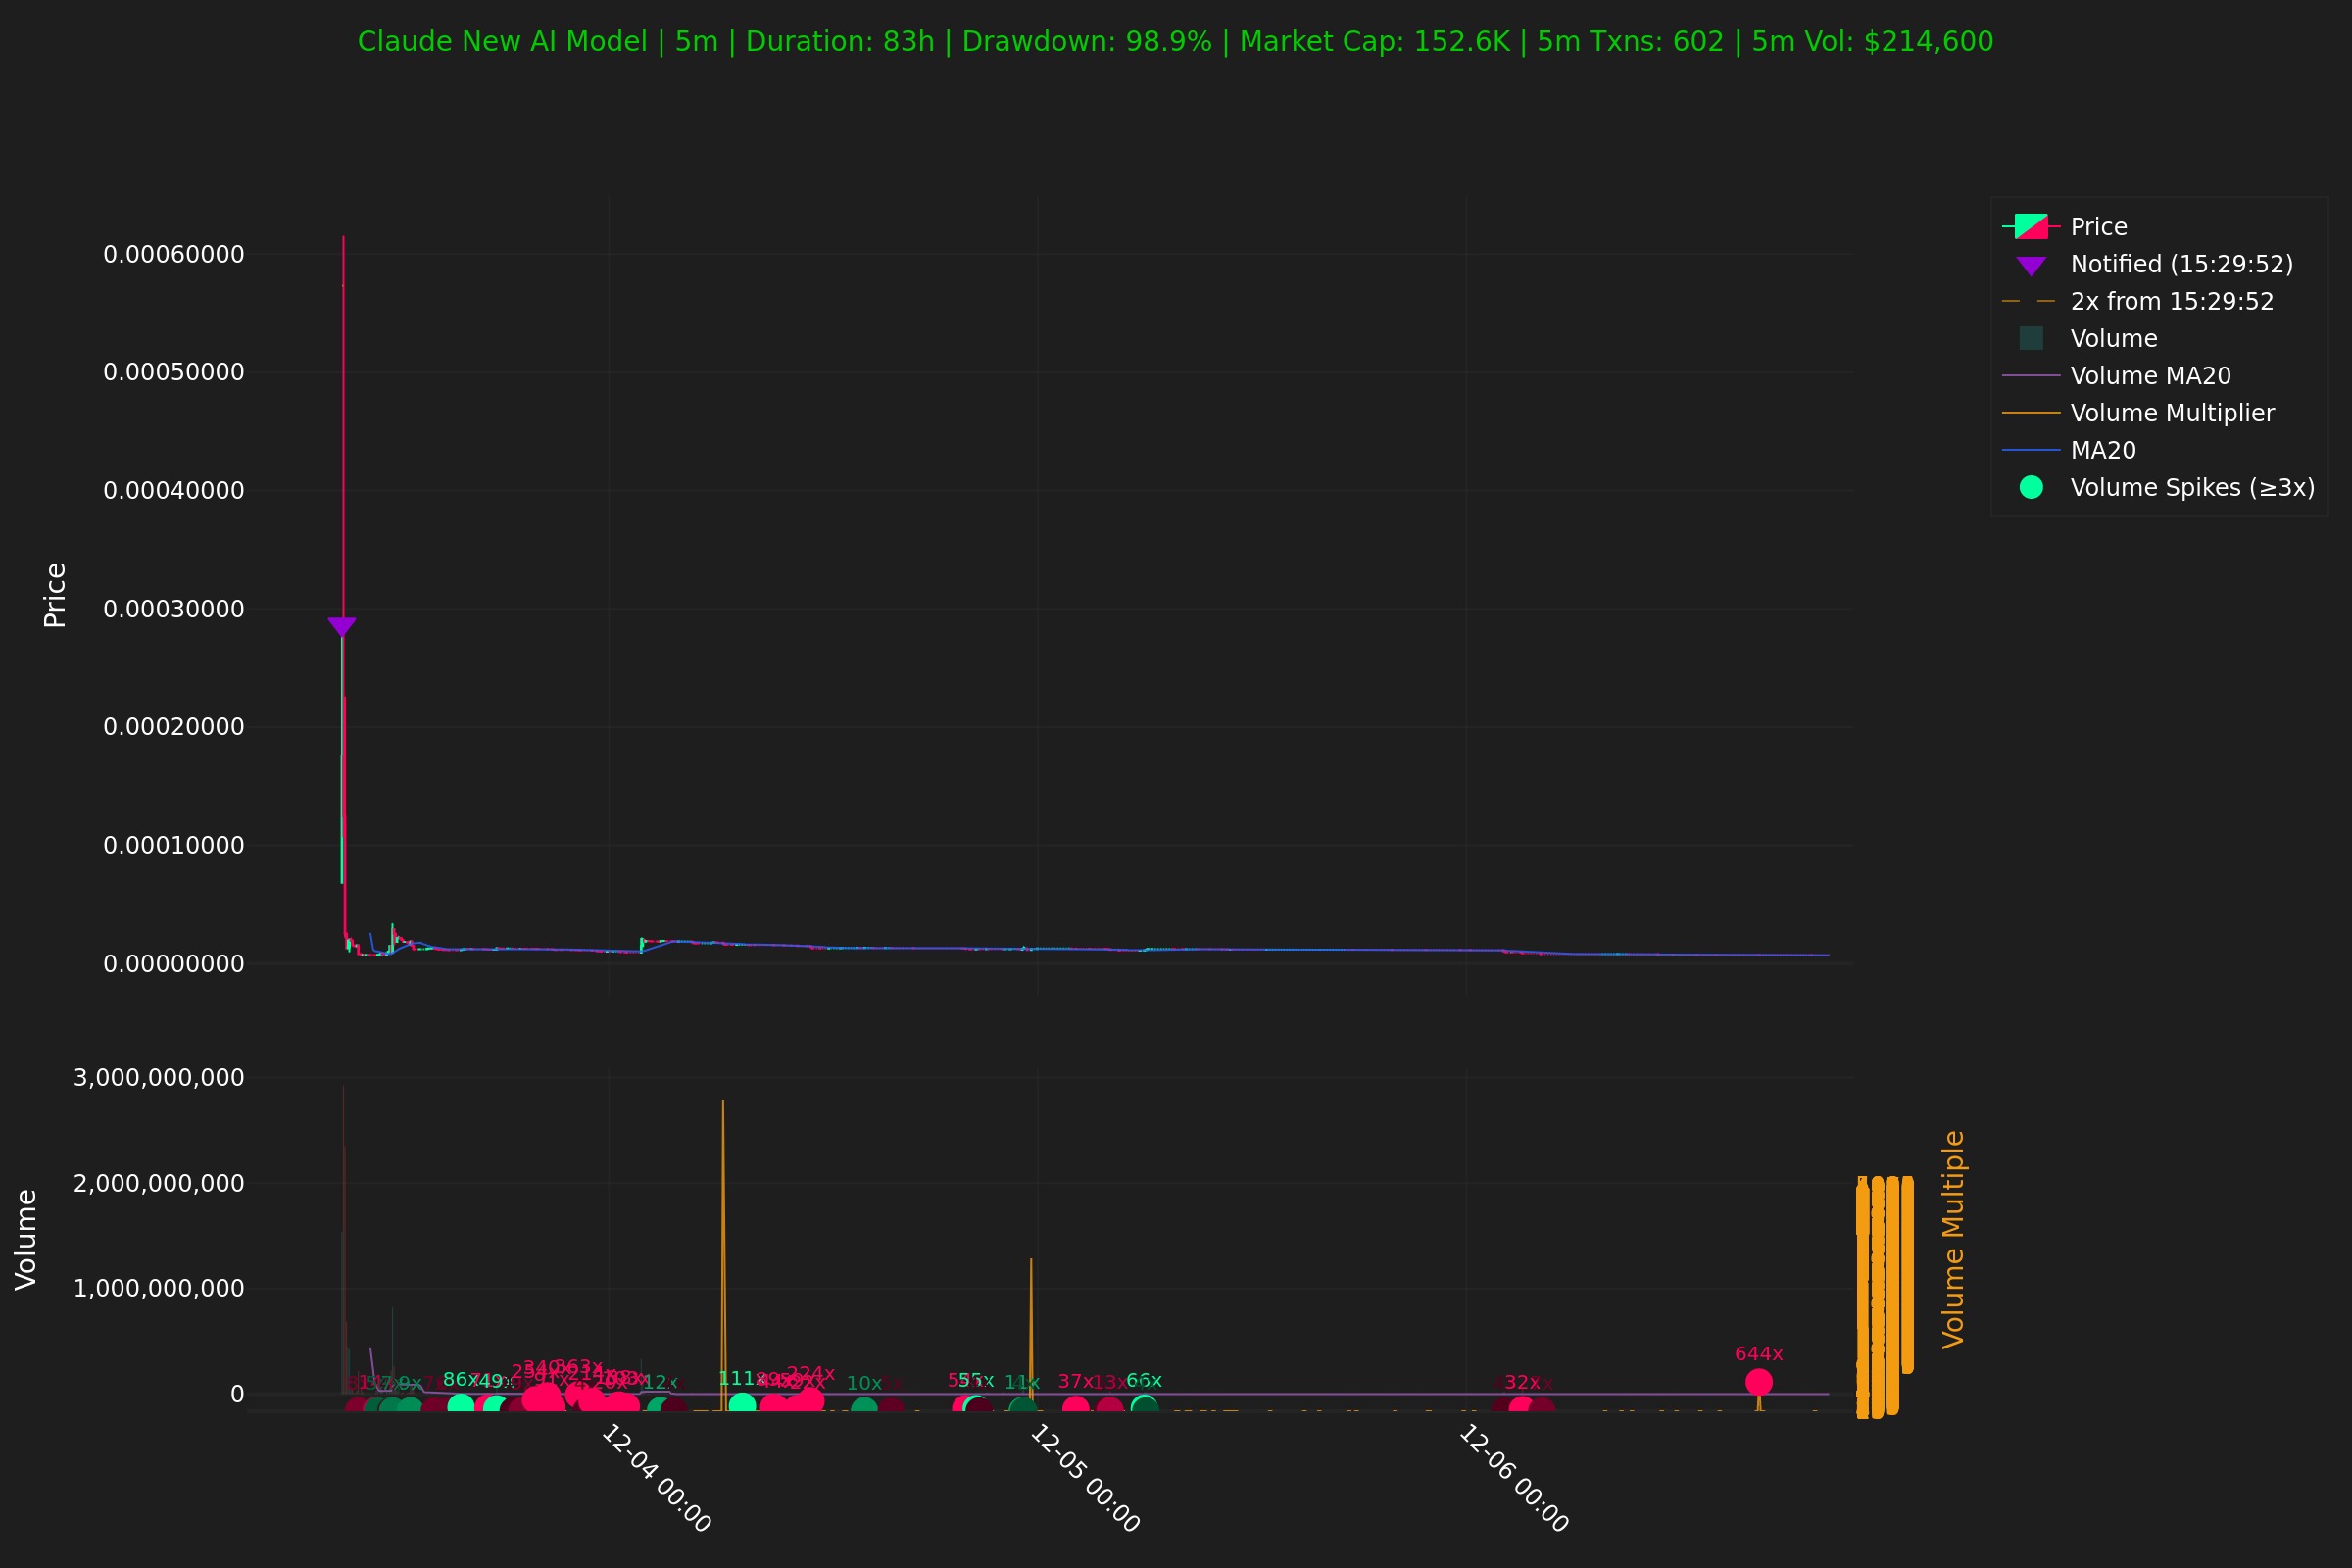 Claude New AI Model | 5m | Duration: 83h | Drawdown: 98.9% | Market Cap: 152.6K | 5m Txns: 602 | 5m Vol: $214,600
Price
0.00060000
0.00050000
0.00040000
0.00030000
0.00020000
0.00010000
0.00000000
Price
Notified (15:29:52)
2x from 15:29:52
Volume
Volume MA20
Volume Multiplier
MA20
Volume Spikes (≥3x)
Volume
3,000,000,000
2,000,000,000
1,000,000,000
0
9x
86x
49x
363x
12x
111x
224x
10x
55x
11x
37x
13x
66x
32x
644x
Volume Multiple
12-04 00:00
12-05 00:00
12-06 00:00